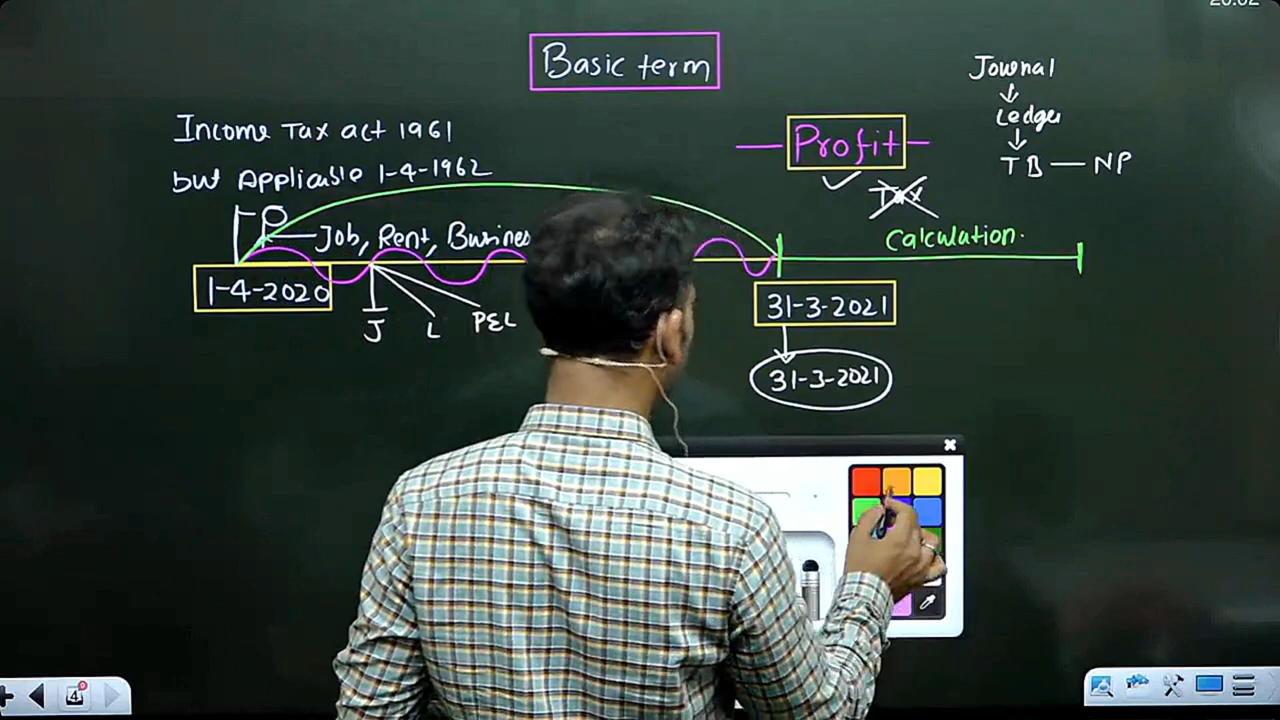 Basic term
Journal
Ledger
TB — NP
Income Tax act 1961
but Applicable 1-4-1962
Profit
Tax
Job, Rent, Busines
Calculation.
1-4-2020
31-3-2021
J L P&L
31-3-2021
4